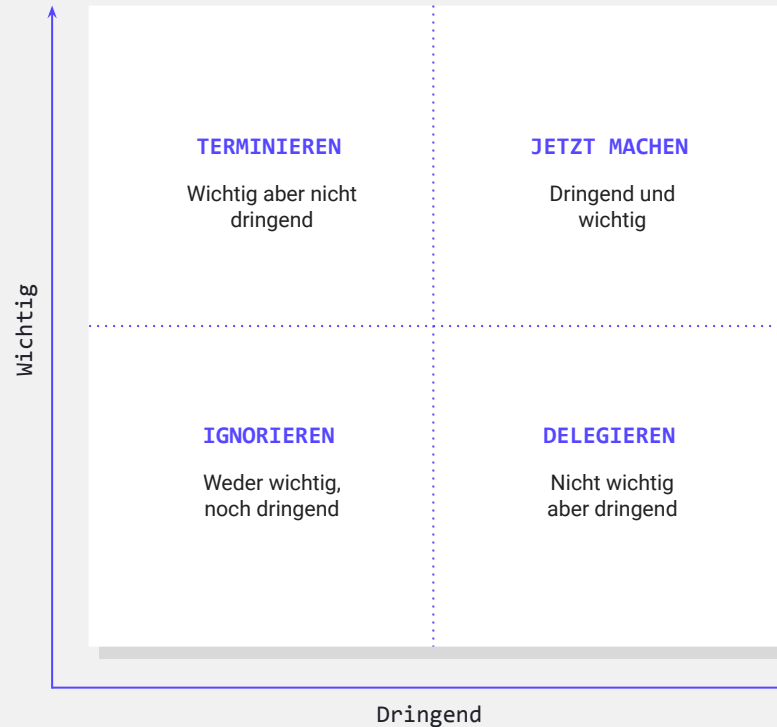 TERMINIEREN
Wichtig aber nicht
dringend
JETZT MACHEN
Dringend und
wichtig
Wichtig
IGNORIEREN
Weder wichtig,
noch dringend
DELEGIEREN
Nicht wichtig
aber dringend
Dringend